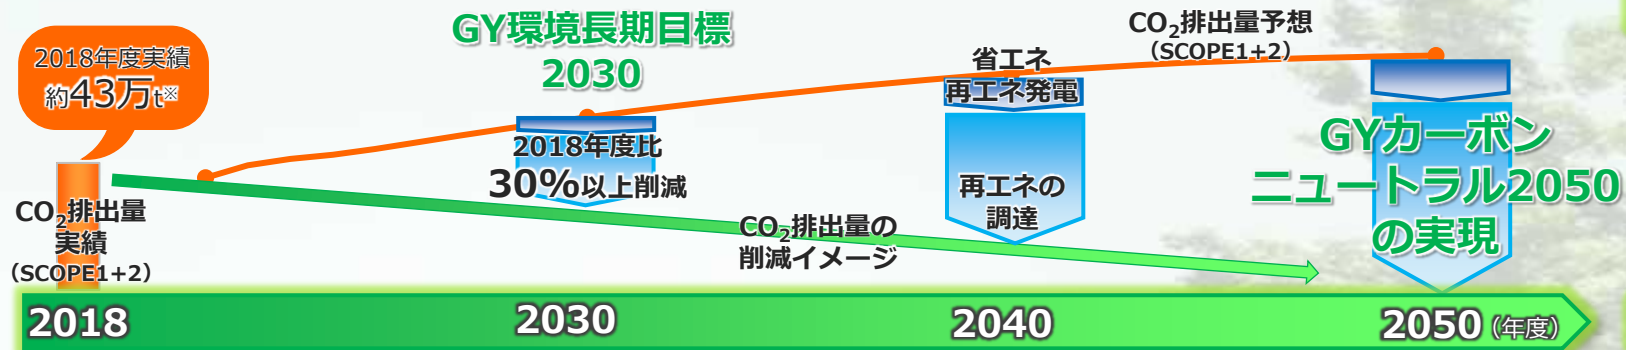 2018年度実績
約43万t※
CO₂排出量
実績
（SCOPE1+2）
GY環境長期目標
2030
2018年度比
30%以上削減
CO₂排出量の
削減イメージ
省エネ
再エネ発電
再エネの
調達
CO₂排出量予想
（SCOPE1+2）
GYカーボン
ニュートラル2050
の実現
2018
2030
2040
2050（年度）